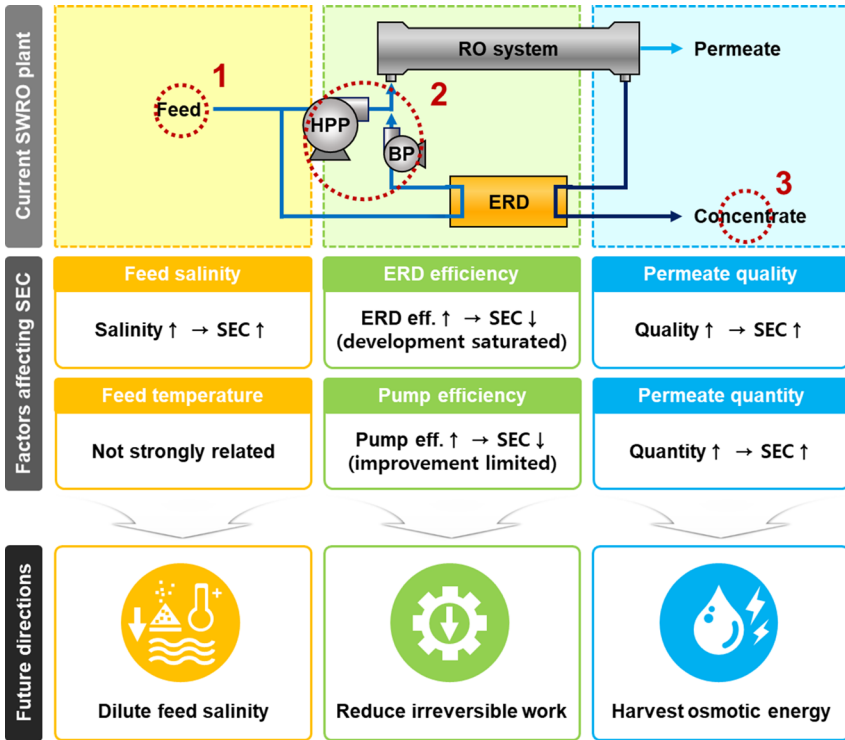 Current SWRO plant
1
Feed
HPP
2
BP
RO system
ERD
Permeate
3
Concentrate
Factors affecting SEC
Feed salinity
Salinity ↑ → SEC ↑
ERD efficiency
ERD eff. ↑ → SEC ↓
(development saturated)
Permeate quality
Quality ↑ → SEC ↑
Feed temperature
Not strongly related
Pump efficiency
Pump eff. ↑ → SEC ↓
(improvement limited)
Permeate quantity
Quantity ↑ → SEC ↑
Future directions
Dilute feed salinity
Reduce irreversible work
Harvest osmotic energy